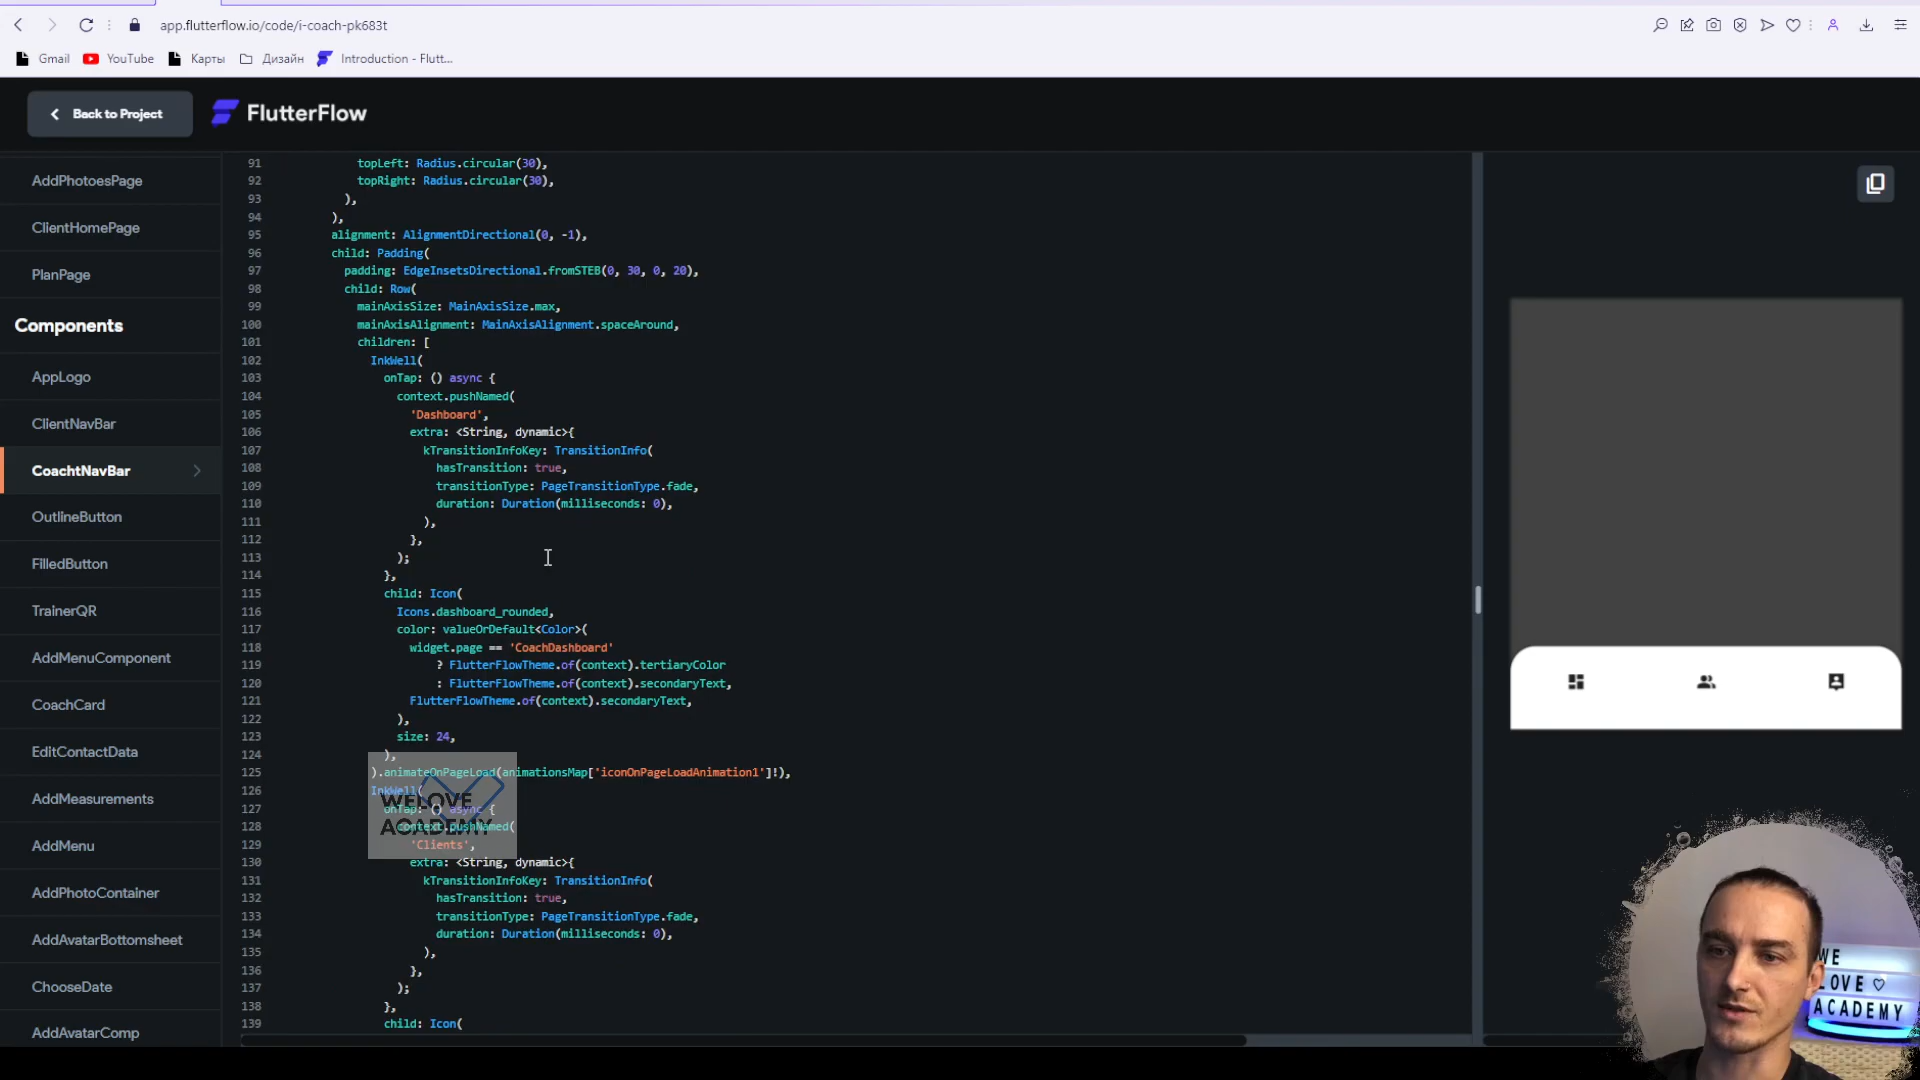 app.flutterflow.io/code/i-coach-pk683t
Gmail YouTube Карты Дизайн Introduction - Flutt...
Back to Project FlutterFlow
AddPhotoesPage
ClientHomePage
PlanPage
Components
AppLogo
ClientNavBar
CoachtNavBar
OutlineButton
FIlledButton
TrainerQR
AddMenuComponent
CoachCard
EditContactData
AddMeasurements
AddMenu
AddPhotoContainer
AddAvatarBottomsheet
ChooseDate
AddAvatarComp
91 topLeft: Radius.circular(30),
92 topRight: Radius.circular(30),
93 ),
94 ),
95 alignment: AlignmentDirectional(0, -1),
96 child: Padding(
97 padding: EdgeInsetsDirectional.fromSTEB(0, 30, 0, 20),
98 child: Row(
99 mainAxisSize: MainAxisSize.max,
100 mainAxisAlignment: MainAxisAlignment.spaceAround,
101 children: [
102 InkWell(
103 onTap: () async {
104 context.pushNamed(
105 'Dashboard',
106 extra: <String, dynamic>{
107 kTransitionInfoKey: TransitionInfo(
108 hasTransition: true,
109 transitionType: PageTransitionType.fade,
110 duration: Duration(milliseconds: 0),
111 ),
112 },
113 );
114 },
115 child: Icon(
116 Icons.dashboard_rounded,
117 color: valueOrDefault<Color>(
118 widget.page == 'CoachDashboard'
119 ? FlutterFlowTheme.of(context).tertiaryColor
120 : FlutterFlowTheme.of(context).secondaryText,
121 FlutterFlowTheme.of(context).secondaryText,
122 ),
123 size: 24,
124 ),
125 ).animateOnPageLoad(animationsMap['iconOnPageLoadAnimation1']!),
126 InkWell(
127 onTap: () async {
128 context.pushNamed(
129 'Clients',
130 extra: <String, dynamic>{
131 kTransitionInfoKey: TransitionInfo(
132 hasTransition: true,
133 transitionType: PageTransitionType.fade,
134 duration: Duration(milliseconds: 0),
135 ),
136 },
137 );
138 },
139 child: Icon(
WELOVE
ACADEMY
WE
LOVE ♡
ACADEMY